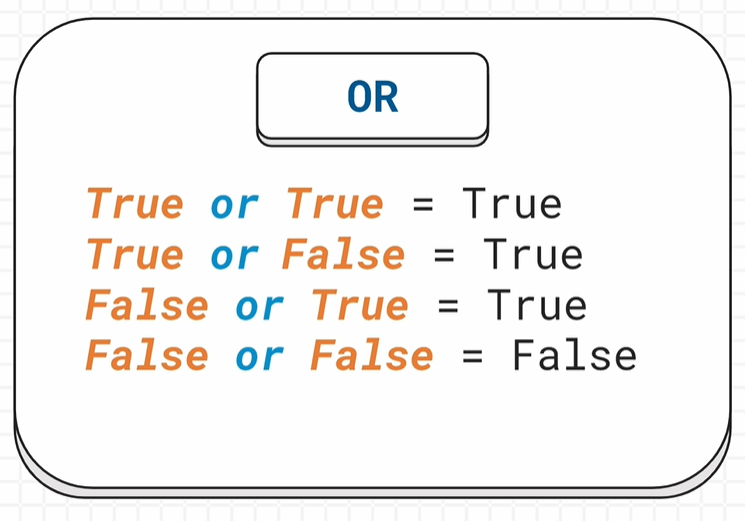 OR
True or True = True
True or False = True
False or True = True
False or False = False